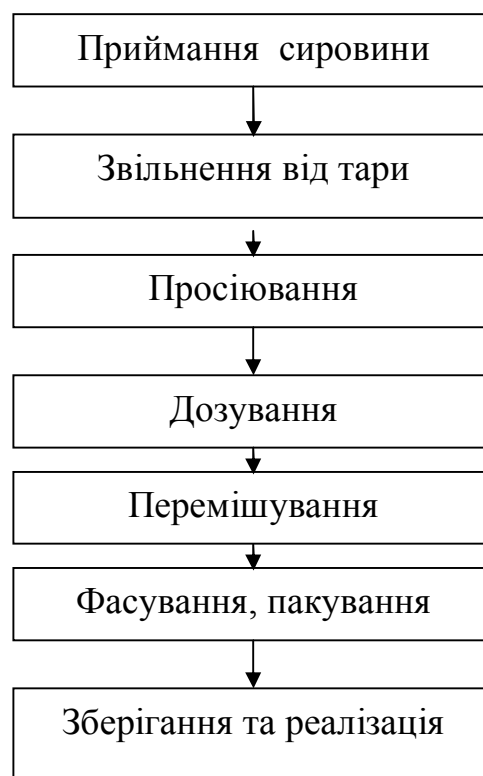 Приймання сировини
Звільнення від тари
Просіювання
Дозування
Перемішування
Фасування, пакування
Зберігання та реалізація